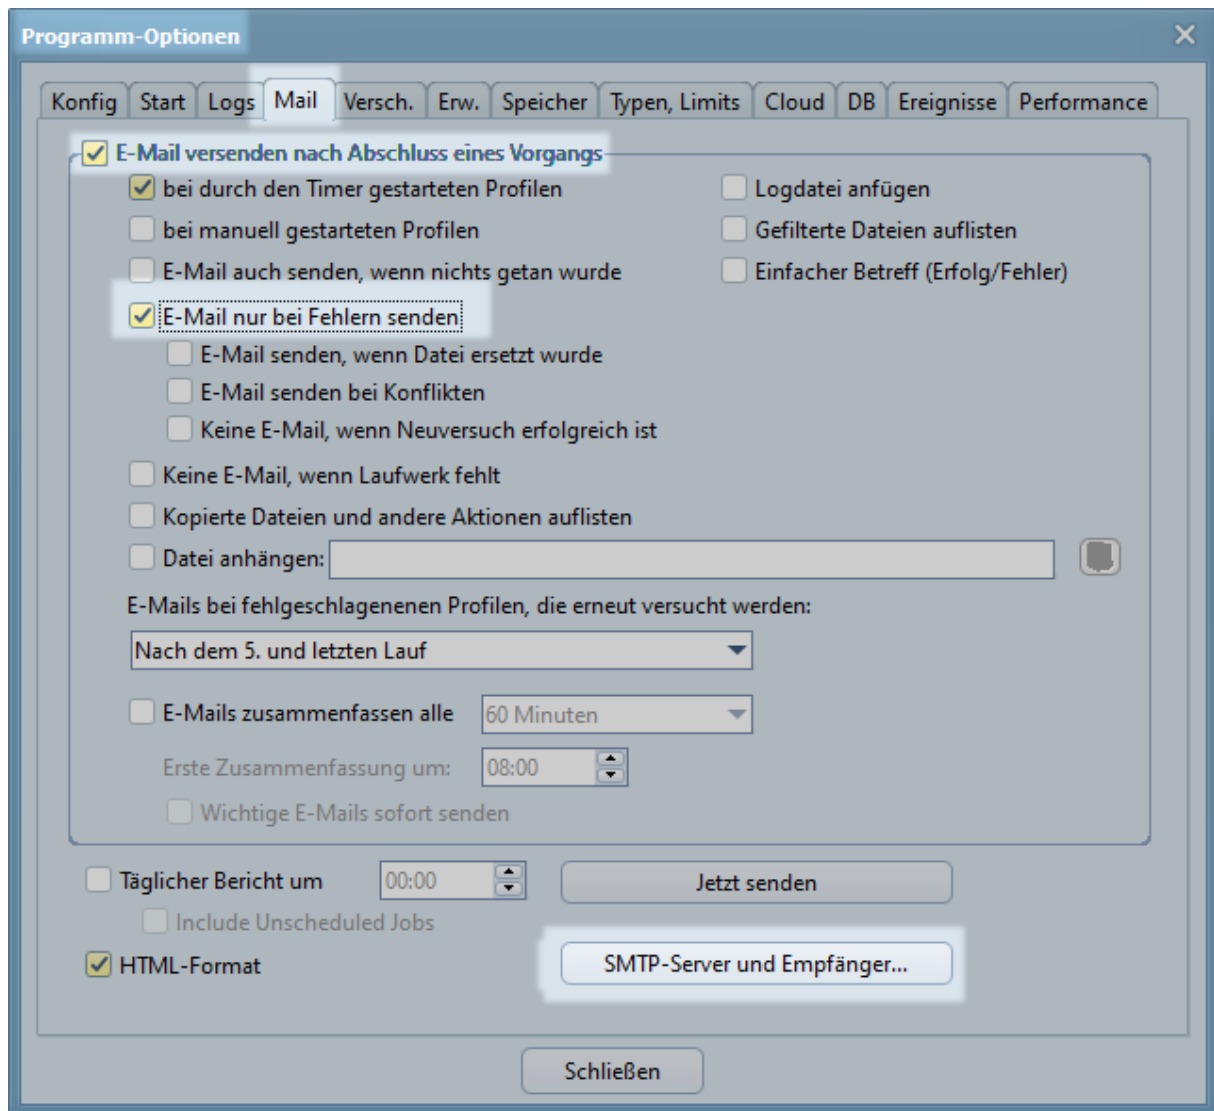 Programm-Optionen
Konfig Start Logs Mail Versch. Erw. Speicher Typen, Limits Cloud DB Ereignisse Performance
E-Mail versenden nach Abschluss eines Vorgangs
bei durch den Timer gestarteten Profilen Logdatei anfügen
bei manuell gestarteten Profilen Gefilterte Dateien auflisten
E-Mail auch senden, wenn nichts getan wurde Einfacher Betreff (Erfolg/Fehler)
E-Mail nur bei Fehlern senden
E-Mail senden, wenn Datei ersetzt wurde
E-Mail senden bei Konflikten
Keine E-Mail, wenn Neuversuch erfolgreich ist
Keine E-Mail, wenn Laufwerk fehlt
Kopierte Dateien und andere Aktionen auflisten
Datei anhängen:
E-Mails bei fehlgeschlagenenen Profilen, die erneut versucht werden:
Nach dem 5. und letzten Lauf
E-Mails zusammenfassen alle 60 Minuten
Erste Zusammenfassung um: 08:00
Wichtige E-Mails sofort senden
Täglicher Bericht um 00:00 Jetzt senden
Include Unscheduled Jobs
HTML-Format SMTP-Server und Empfänger...
Schließen